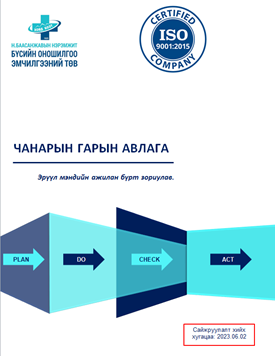 Н.БААСАНЖАВЫН НЭРЭМЖИТ
БҮСИЙН ОНОШИЛГОО
ЭМЧИЛГЭЭНИЙ ТӨВ
CERTIFIED
ISO
9001:2015
COMPANY
ЧАНАРЫН ГАРЫН АВЛАГА
Эрүүл мэндийн ажилан бүрт зориулав.
PLAN
DO
CHECK
ACT
Сайжруулалт хийх
хугацаа: 2023.06.02